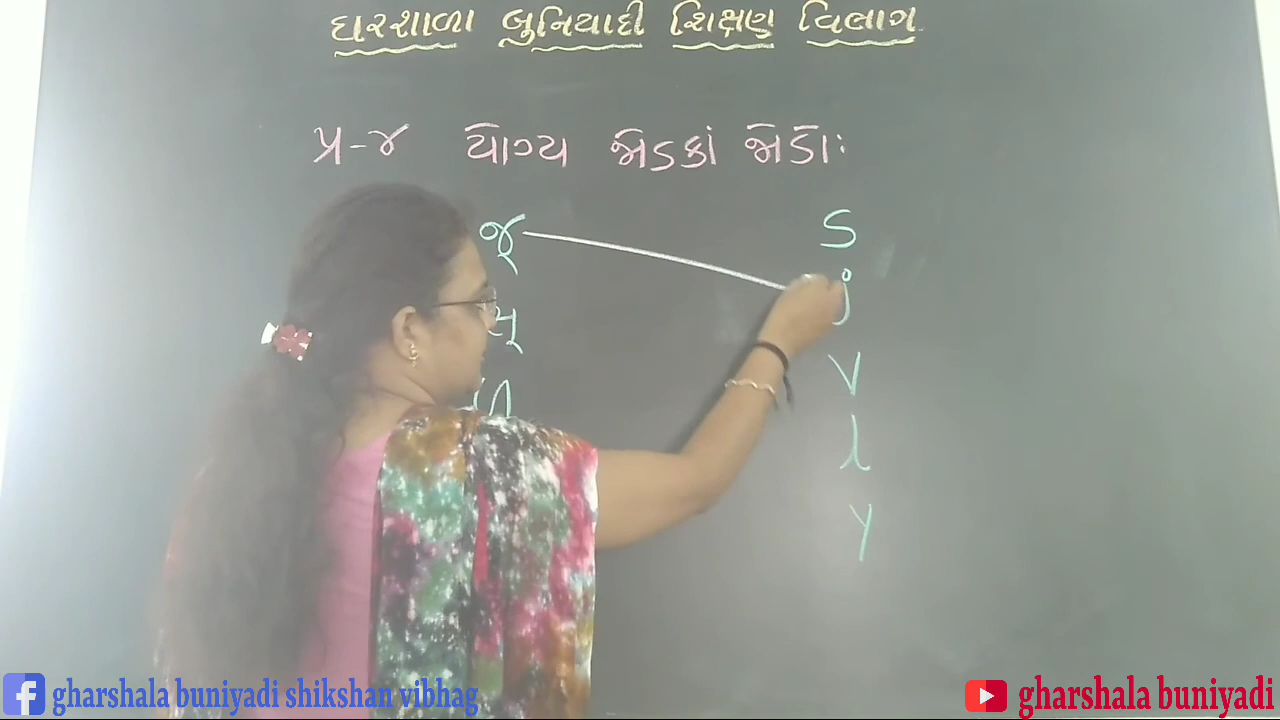 ઘરશાળા બુનિયાદી શિક્ષણ વિભાગ
પ્ર-૪ યોગ્ય જોડકાં જોડો:
જૂ S
j
V
l
y
gharshala buniyadi shikshan vibhag
gharshala buniyadi